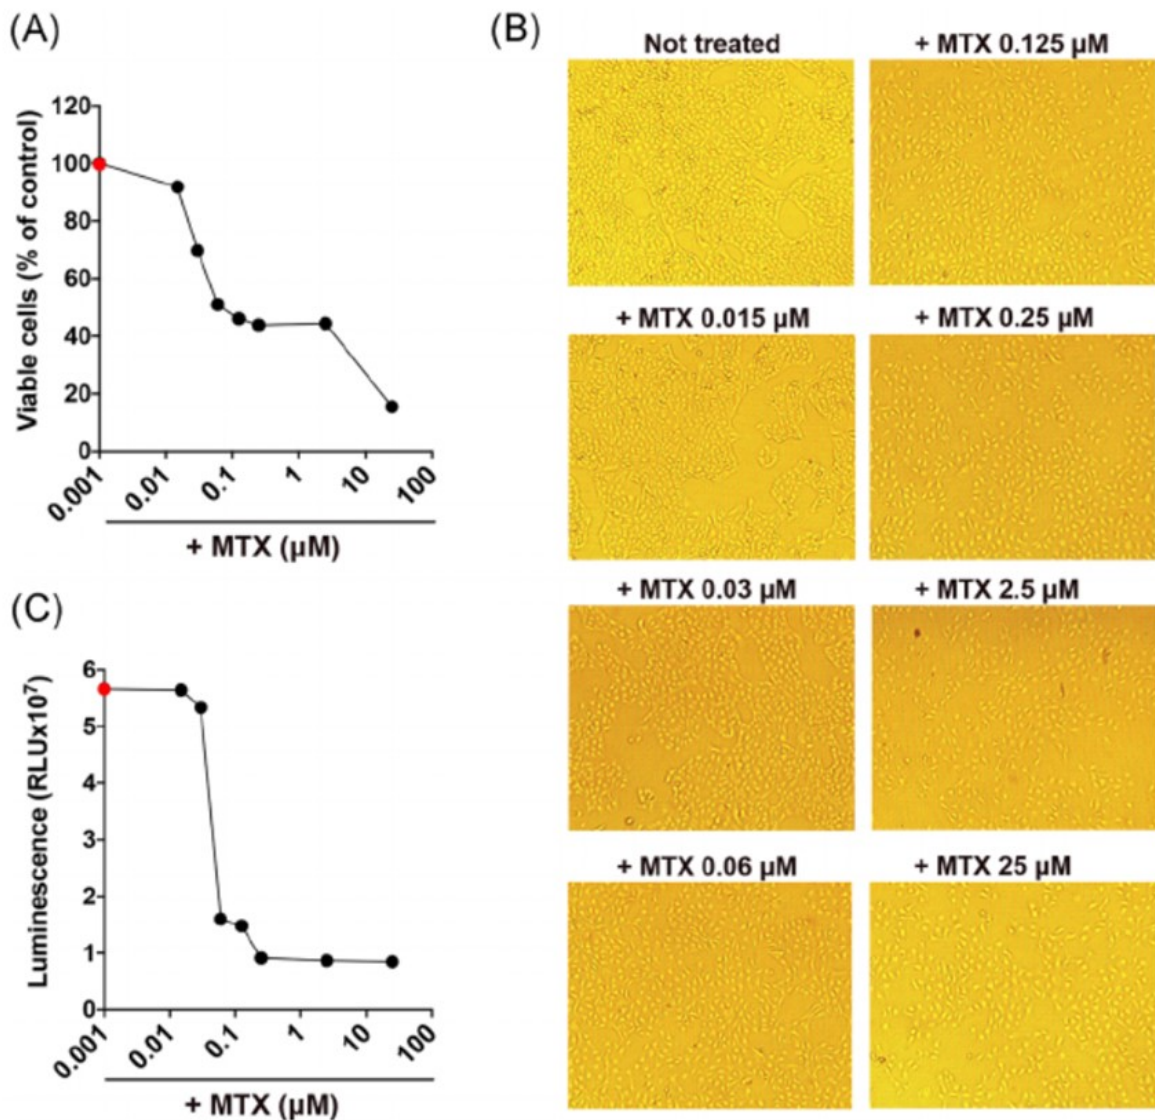 (A)
Viable cells (% of control)
120
100
80
60
40
20
0
0.001
0.01
0.1
1
10
100
+ MTX (µM)
(B)
Not treated
+ MTX 0.125 µM
+ MTX 0.015 µM
+ MTX 0.25 µM
+ MTX 0.03 µM
+ MTX 2.5 µM
+ MTX 0.06 µM
+ MTX 25 µM
(C)
Luminescence (RLUx10⁷)
6
5
4
3
2
1
0
0.001
0.01
0.1
1
10
100
+ MTX (µM)